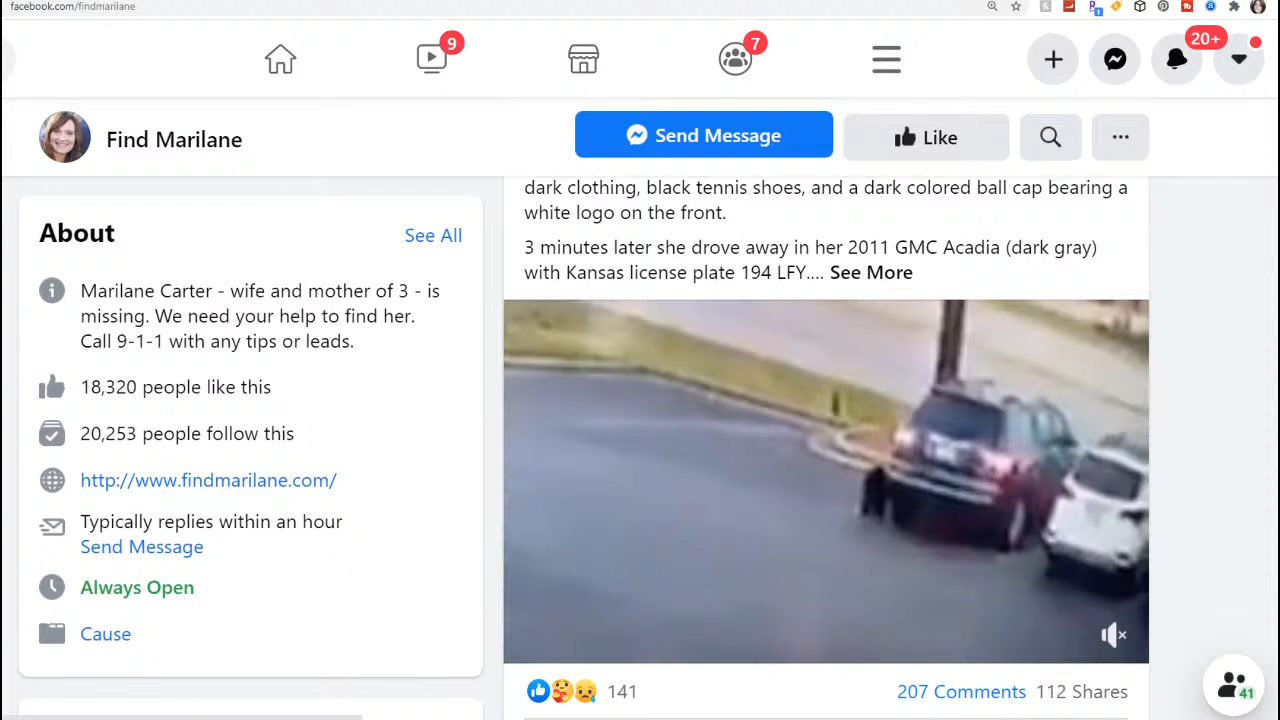 facebook.com/findmarilane
9
7
20+
Find Marilane
Send Message
Like
About
See All
Marilane Carter - wife and mother of 3 - is
missing. We need your help to find her.
Call 9-1-1 with any tips or leads.
18,320 people like this
20,253 people follow this
http://www.findmarilane.com/
Typically replies within an hour
Send Message
Always Open
Cause
dark clothing, black tennis shoes, and a dark colored ball cap bearing a
white logo on the front.
3 minutes later she drove away in her 2011 GMC Acadia (dark gray)
with Kansas license plate 194 LFY.... See More
141
207 Comments 112 Shares
41